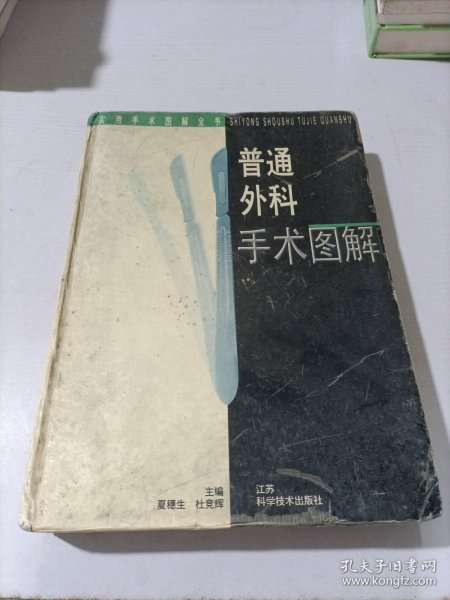 实用手术图解全书
SHIYONG SHOUSHU TUJIE QUANSHU
普通
外科
手术图解
主编
夏穗生 杜竞辉
江苏
科学技术出版社
孔夫子旧书网
www.kongfz.com